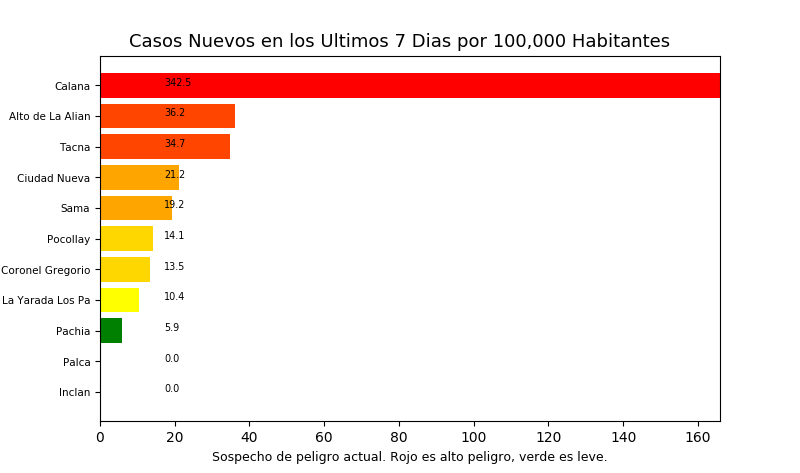 Casos Nuevos en los Ultimos 7 Dias por 100,000 Habitantes
Calana 342.5
Alto de La Alian 36.2
Tacna 34.7
Ciudad Nueva 21.2
Sama 19.2
Pocollay 14.1
Coronel Gregorio 13.5
La Yarada Los Pa 10.4
Pachia 5.9
Palca 0.0
Inclan 0.0
0 20 40 60 80 100 120 140 160
Sospecho de peligro actual. Rojo es alto peligro, verde es leve.